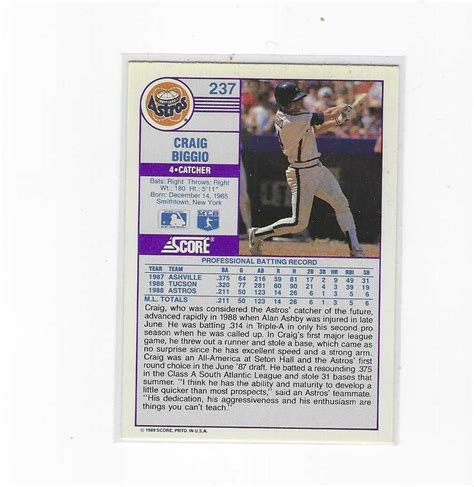 Astros
237
CRAIG
BIGGIO
4•CATCHER
Bats: Right Throws: Right
Wt.: 180 Ht.: 5'11"
Born: December 14, 1965
Smithtown, New York
SCORE
PROFESSIONAL BATTING RECORD
YEAR TEAM BA G AB R H 2B 3B HR RBI SB
1987 ASHVILLE .375 64 216 59 81 17 2 9 49 31
1988 TUCSON .320 77 281 60 90 21 4 3 41 19
1988 ASTROS .211 50 123 14 26 6 1 3 5 6
M.L. TOTALS .211 50 123 14 26 6 1 3 5 6
Craig, who was considered the Astros' catcher of the future,
advanced rapidly in 1988 when Alan Ashby was injured in late
June. He was batting .314 in Triple-A in only his second pro
season when he was called up. In Craig's first major league
game, he threw out a runner and stole a base, which came as
no surprise since he has excellent speed and a strong arm.
Craig was an All-America at Seton Hall and the Astros' first
round choice in the June '87 draft. He batted a resounding .375
in the Class A South Atlantic League and stole 31 bases that
summer. "I think he has the ability and maturity to develop a
little quicker than most prospects," said an Astros' teammate.
"His dedication, his aggressiveness and his enthusiasm are
things you can't teach."
© 1989 SCORE, PRTD. IN U.S.A.